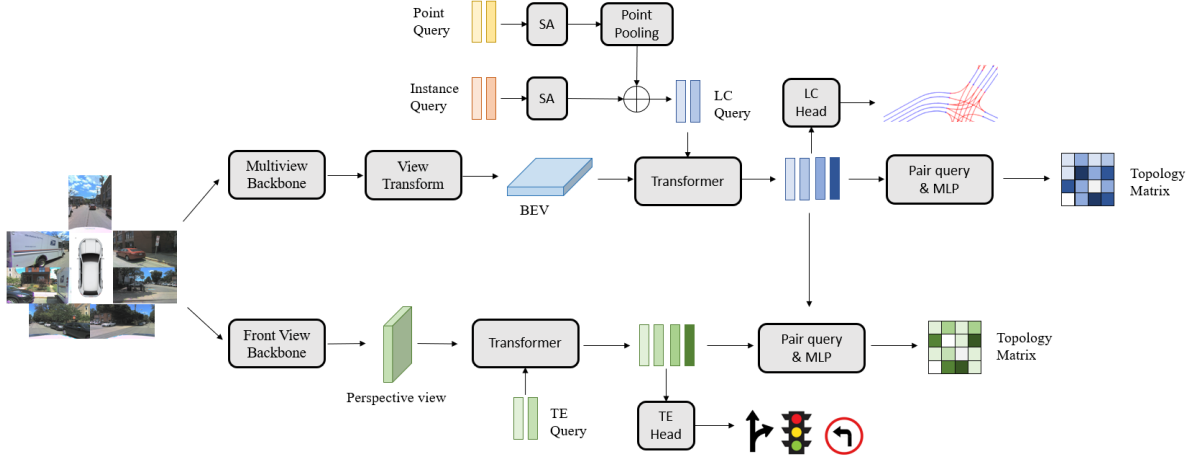 Point
Query
SA
Point
Pooling
Instance
Query
SA
LC
Query
LC
Head
Multiview
Backbone
View
Transform
BEV
Transformer
Pair query
& MLP
Topology
Matrix
Front View
Backbone
Perspective view
Transformer
TE
Query
Pair query
& MLP
Topology
Matrix
TE
Head